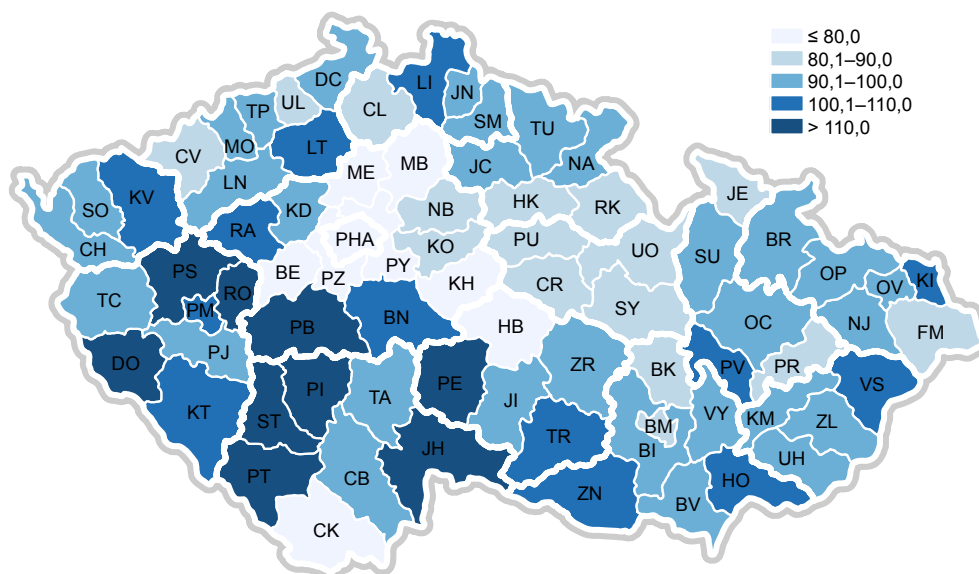 ≤ 80,0
80,1–90,0
90,1–100,0
100,1–110,0
> 110,0
DC
LI
JN
UL
CL
TP
SM
TU
MO
LT
CV
MB
JC
NA
ME
LN
KV
SO
KD
NB
HK
RK
JE
RA
CH
PHA
KO
PU
UO
BR
SU
PS
BE
PZ
PY
KH
CR
OP
OV
KI
RO
TC
PM
PB
BN
HB
SY
OC
NJ
FM
PJ
DO
ZR
BK
PV
PR
VS
PI
PE
TA
JI
KT
ST
BM
VY
KM
ZL
TR
BI
JH
UH
PT
CB
HO
ZN
BV
CK